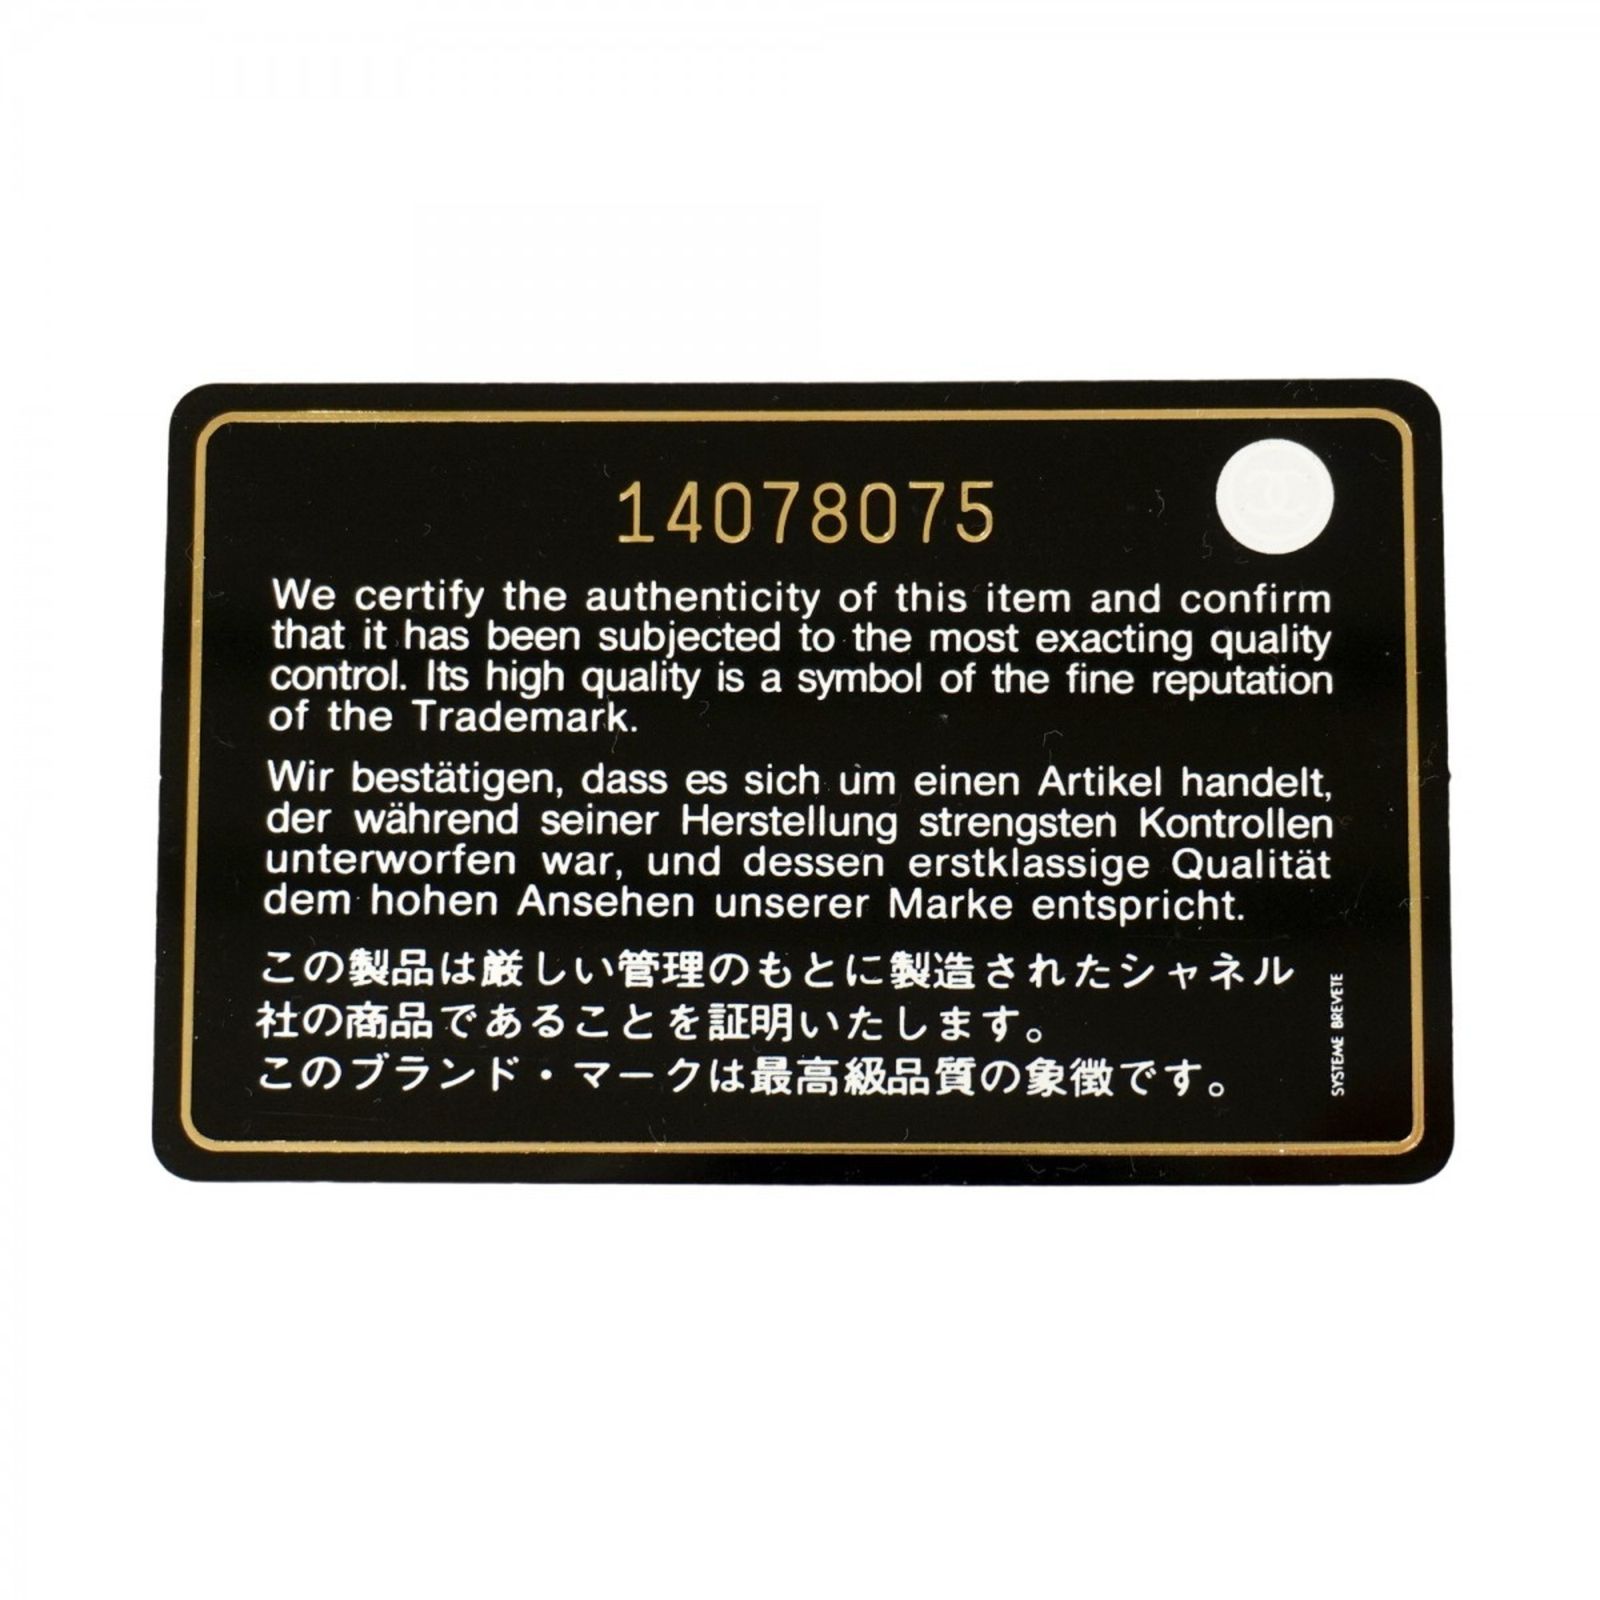 14078075
We certify the authenticity of this item and confirm
that it has been subjected to the most exacting quality
control. Its high quality is a symbol of the fine reputation
of the Trademark.
Wir bestätigen, dass es sich um einen Artikel handelt,
der während seiner Herstellung strengsten Kontrollen
unterworfen war, und dessen erstklassige Qualität
dem hohen Ansehen unserer Marke entspricht.
この製品は厳しい管理のもとに製造されたシャネル
社の商品であることを証明いたします。
このブランド・マークは最高級品質の象徴です。
SYSTEME BREVETE